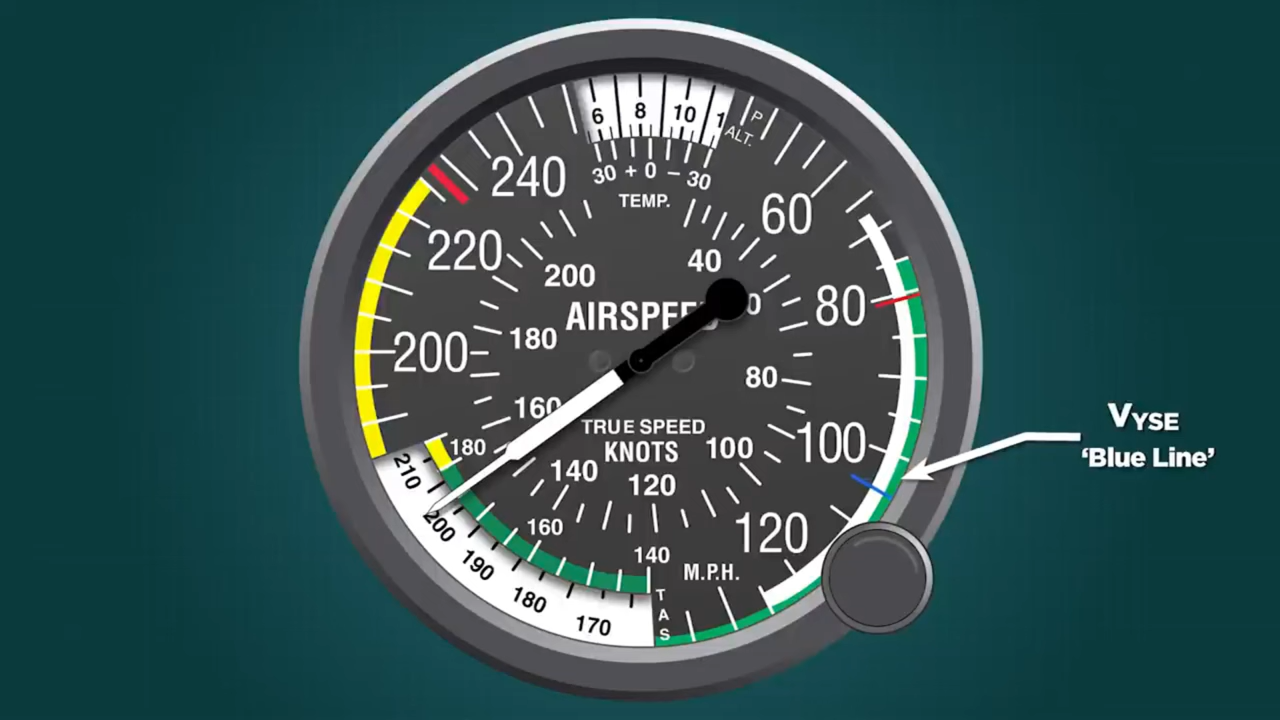 6 8 10 1
P
ALT.
30 + 0 − 30
TEMP.
240
60
220
200
40
AIRSPEE
0
80
200
180
80
160
TRUE SPEED
KNOTS
100
100
180
140
120
210
200
160
120
140
M.P.H.
190
180
170
T
A
S
VYSE
‘Blue Line’